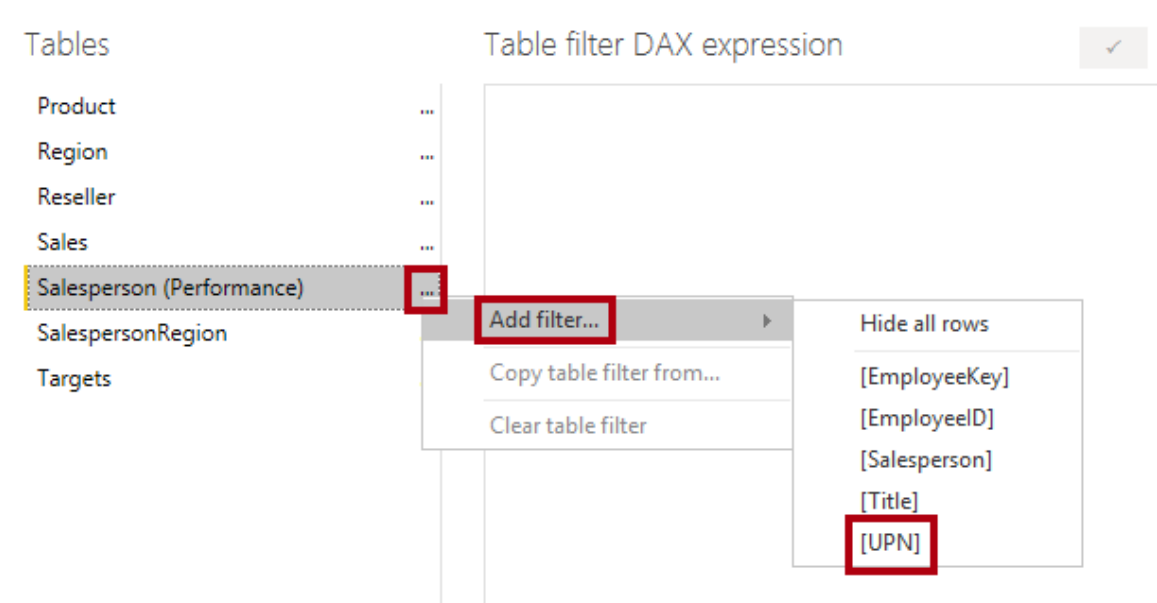 Tables
Product ...
Region ...
Reseller ...
Sales ...
Salesperson (Performance) ...
SalespersonRegion
Targets
Table filter DAX expression ✓
Add filter...
Copy table filter from...
Clear table filter
Hide all rows
[EmployeeKey]
[EmployeeID]
[Salesperson]
[Title]
[UPN]